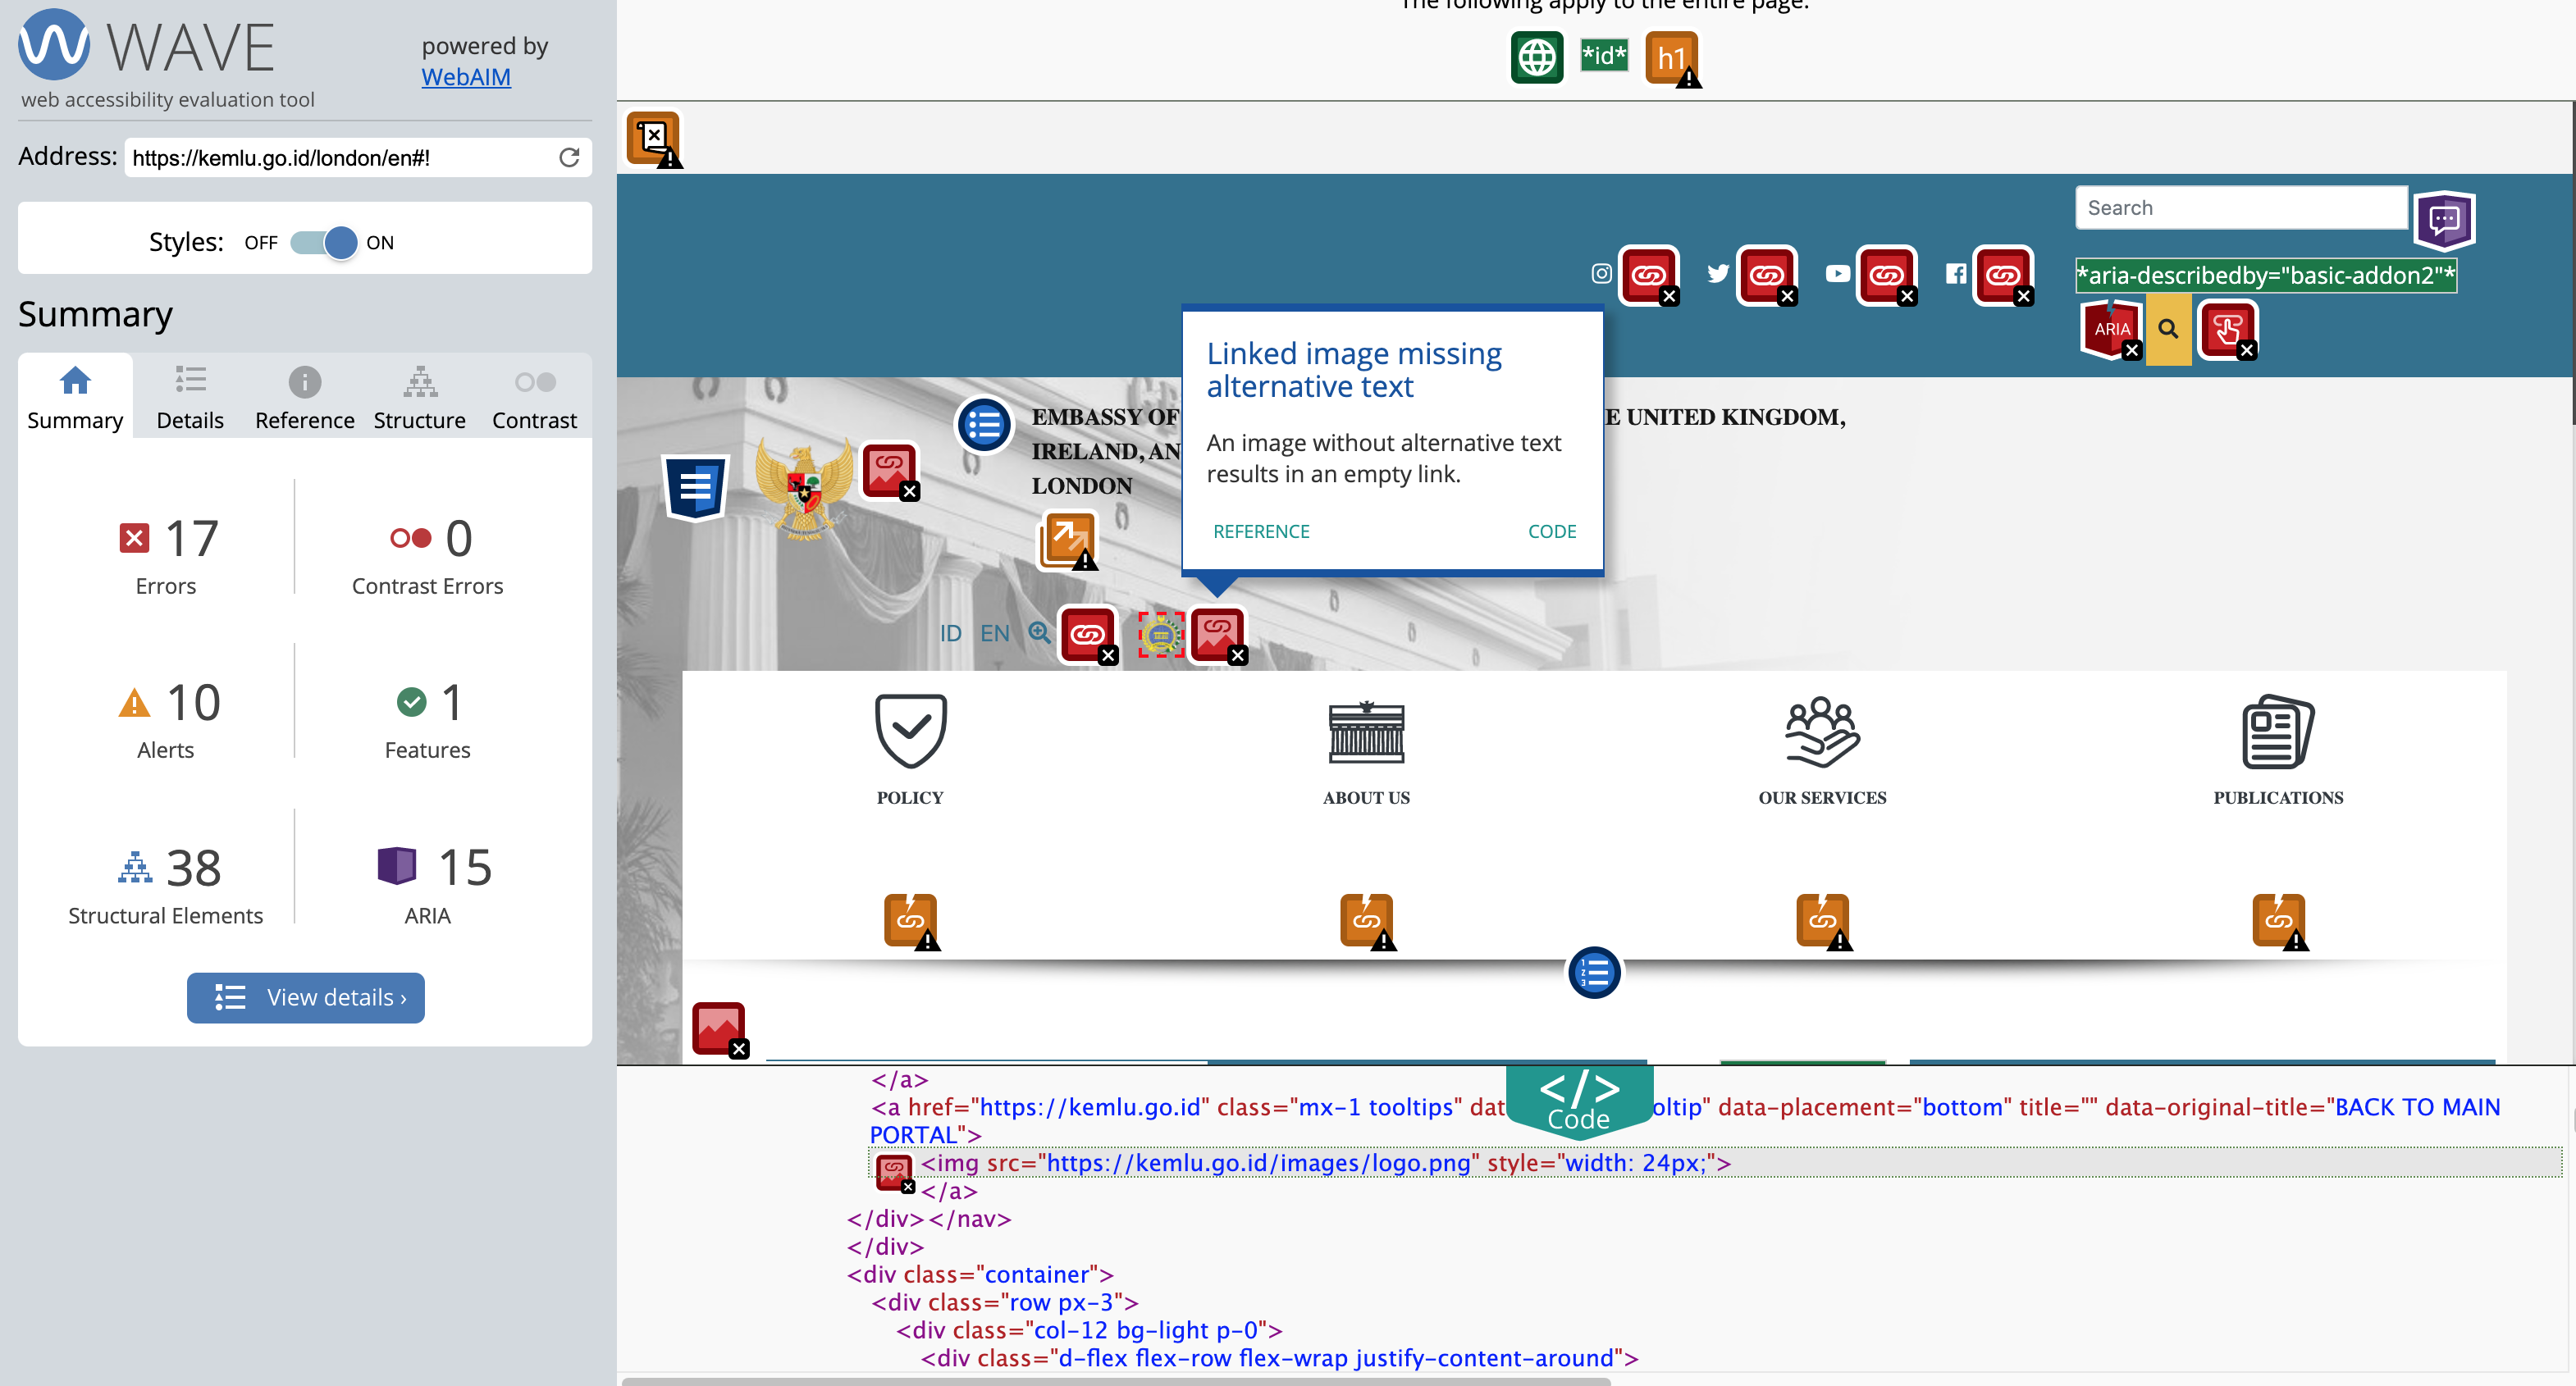 WAVE
powered by
WebAIM
web accessibility evaluation tool
Address: https://kemlu.go.id/london/en#!
Styles: OFF ON
Summary
Summary Details Reference Structure Contrast
17
Errors
0
Contrast Errors
10
Alerts
1
Features
38
Structural Elements
15
ARIA
View details ›
The following apply to the entire page:
*id* h1
Search
*aria-describedby="basic-addon2"*
ARIA
EMBASSY OF
E UNITED KINGDOM,
IRELAND, AN
LONDON
Linked image missing
alternative text
An image without alternative text
results in an empty link.
REFERENCE CODE
ID EN
POLICY
ABOUT US
OUR SERVICES
PUBLICATIONS
</> Code
</a>
<a href="https://kemlu.go.id" class="mx-1 tooltips" dat oltip" data-placement="bottom" title="" data-original-title="BACK TO MAIN
PORTAL">
<img src="https://kemlu.go.id/images/logo.png" style="width: 24px;">
</a>
</div></nav>
</div>
<div class="container">
<div class="row px-3">
<div class="col-12 bg-light p-0">
<div class="d-flex flex-row flex-wrap justify-content-around">